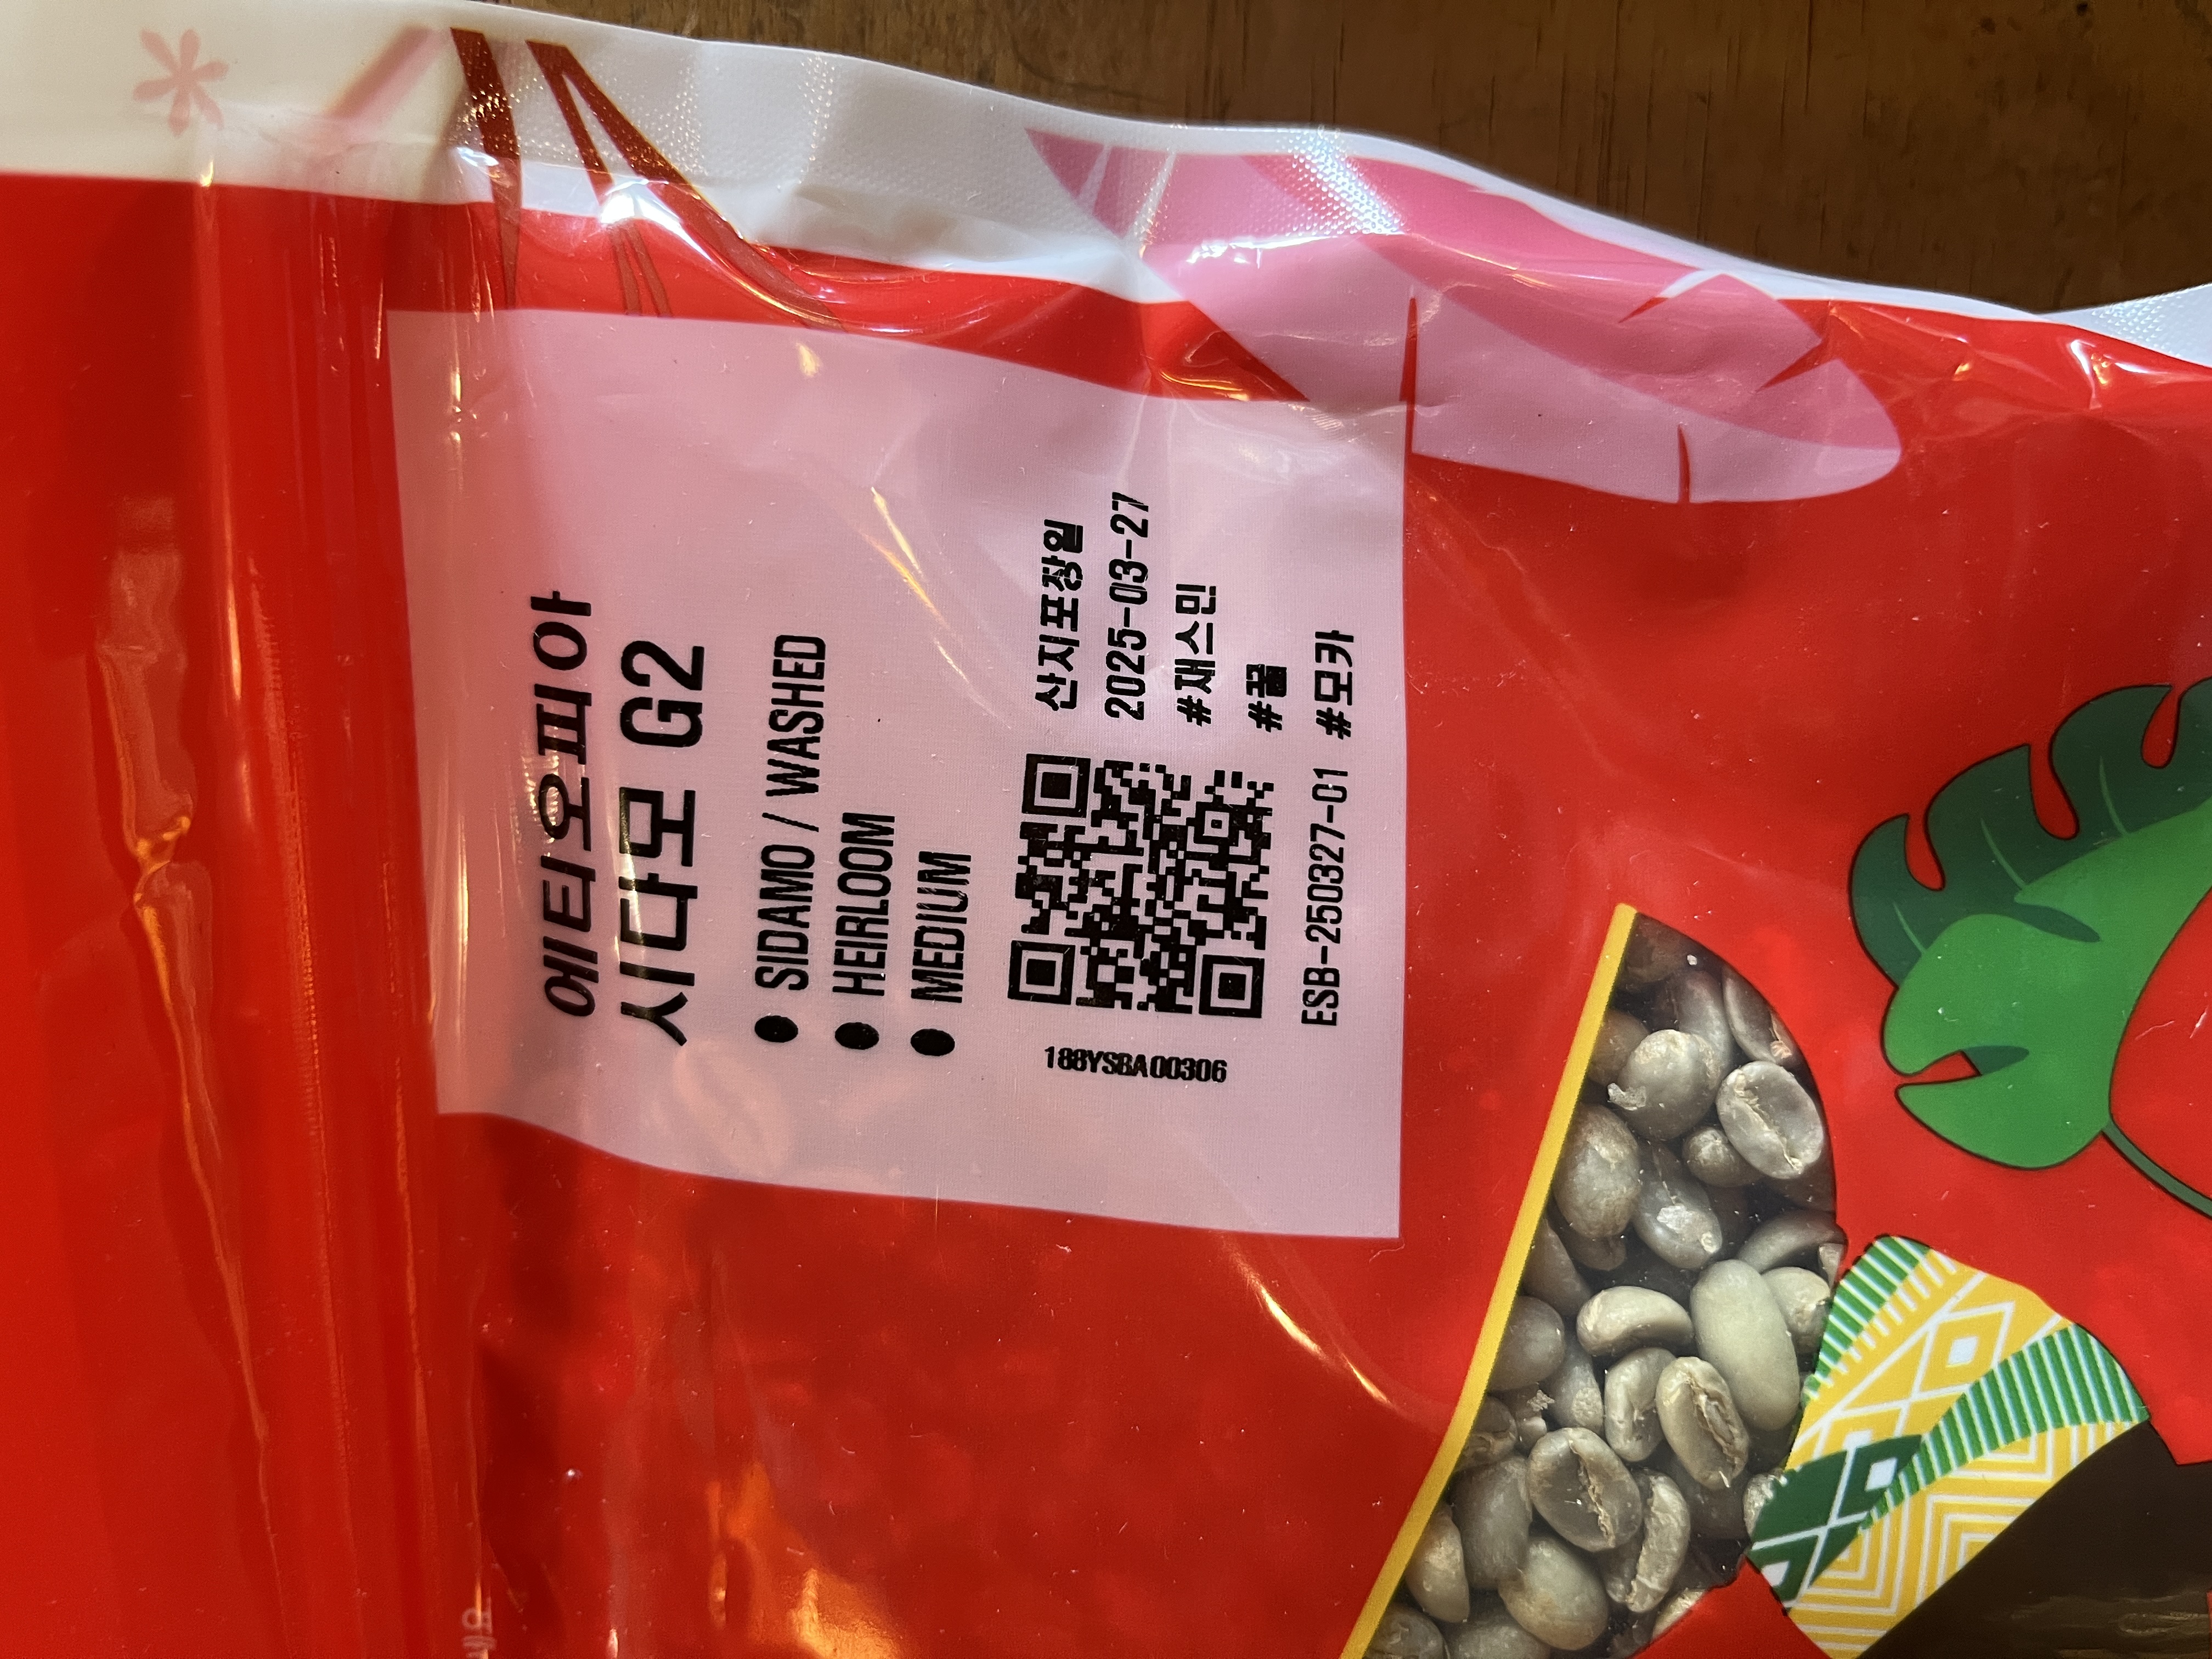 에티오피아
시다모 G2
● SIDAMO / WASHED
● HEIRLOOM
● MEDIUM
산지포장일
2025-03-27
#재스민
#꿀
#모카
ESB-250327-01
188YSBA00306